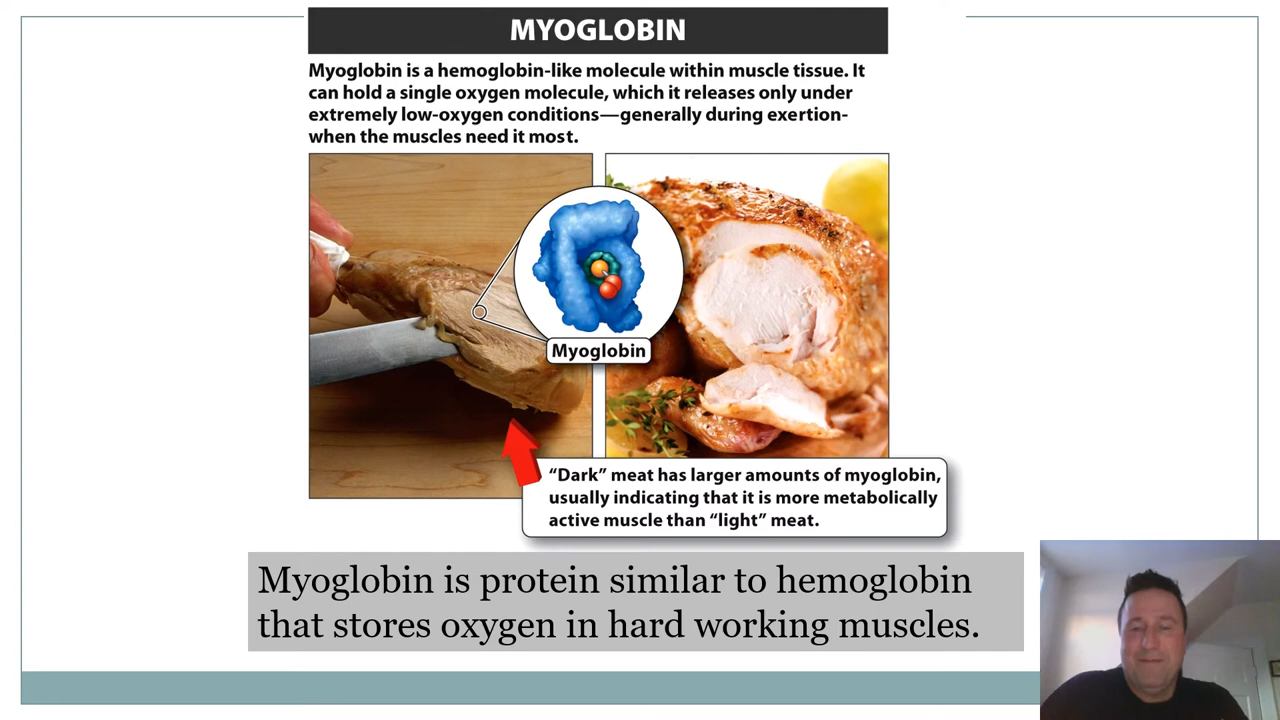 MYOGLOBIN
Myoglobin is a hemoglobin-like molecule within muscle tissue. It
can hold a single oxygen molecule, which it releases only under
extremely low-oxygen conditions—generally during exertion-
when the muscles need it most.
Myoglobin
“Dark” meat has larger amounts of myoglobin,
usually indicating that it is more metabolically
active muscle than “light” meat.
Myoglobin is protein similar to hemoglobin
that stores oxygen in hard working muscles.